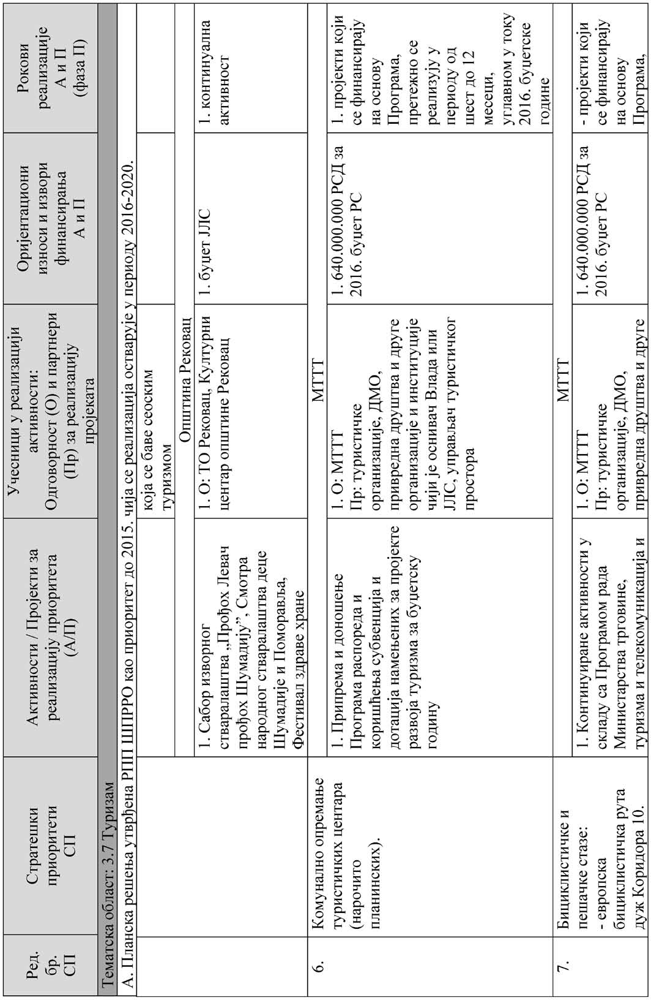 Ред.
бр.
СП
Стратешки
приоритети
СП
Активности / Пројекти за
реализацију приоритета
(А/П)
Учесници у реализацији
активности:
Одговорност (О) и партнери
(Пр) за реализацију
пројеката
Оријентациони
износи и извори
финансирања
А и П
Рокови
реализације
А и П
(фаза П)
Тематска област: 3.7 Туризам
А. Планска решења утврђена РПП ШПРРО као приоритет до 2015. чија се реализација остварује у периоду 2016-2020.
која се баве сеоским
туризмом
Општина Рековац
1. Сабор изворног
стваралаштва „Прођох Левач
прођох Шумадију”, Смотра
народног стваралаштва деце
Шумадије и Поморавља,
Фестивал здраве хране
1. О: ТО Рековац, Културни
центар општине Рековац
1. буџет ЈЛС
1. континуална
активност
6.
Комунално опремање
туристичких центара
(нарочито
планинских).
МТТТ
1. Припрема и доношење
Програма распореда и
коришћења субвенција и
дотација намењених за пројекте
развоја туризма за буџетску
годину
1. О: МТТТ
Пр: туристичке
организације, ДМО,
привредна друштва и друге
организације и институције
чији је оснивач Влада или
ЈЛС, управљач туристичког
простора
1. 640.000.000 РСД за
2016. буџет РС
1. пројекти који
се финансирају
на основу
Програма,
претежно се
реализују у
периоду од
шест до 12
месеци,
углавном у току
2016. буџетске
године
7.
Бициклистичке и
пешачке стазе:
- европска
бициклистичка рута
дуж Коридора 10.
МТТТ
1. Континуиране активности у
складу са Програмом рада
Министарства трговине,
туризма и телекомуникација и
1. О: МТТТ
Пр: туристичке
организације, ДМО,
привредна друштва и друге
1. 640.000.000 РСД за
2016. буџет РС
- пројекти који
се финансирају
на основу
Програма,